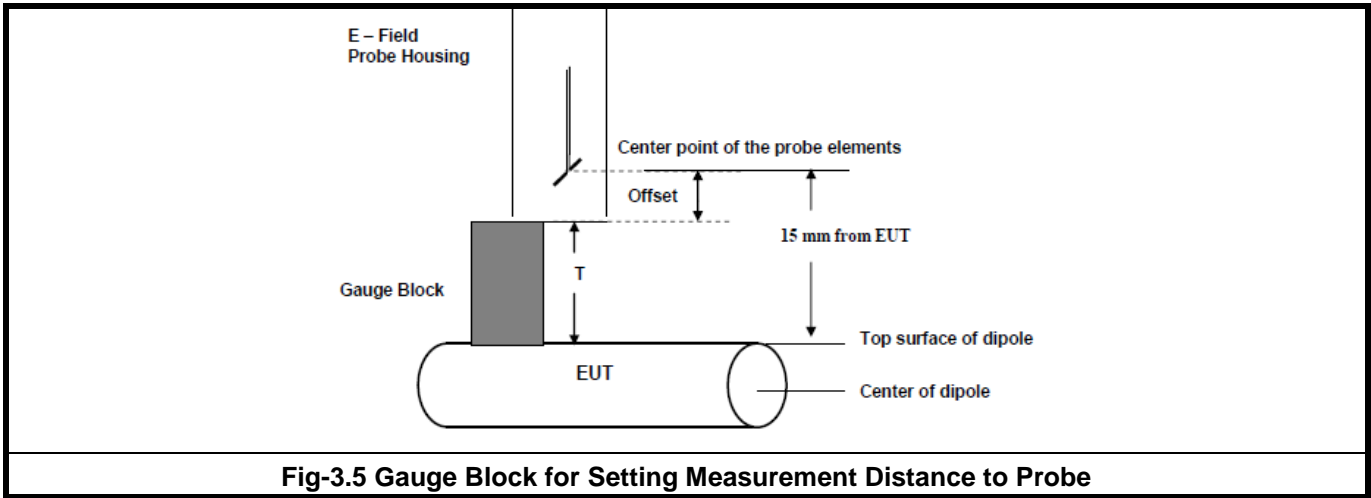 E – Field
Probe Housing
Center point of the probe elements
Offset
15 mm from EUT
T
Gauge Block
Top surface of dipole
EUT
Center of dipole
Fig-3.5 Gauge Block for Setting Measurement Distance to Probe